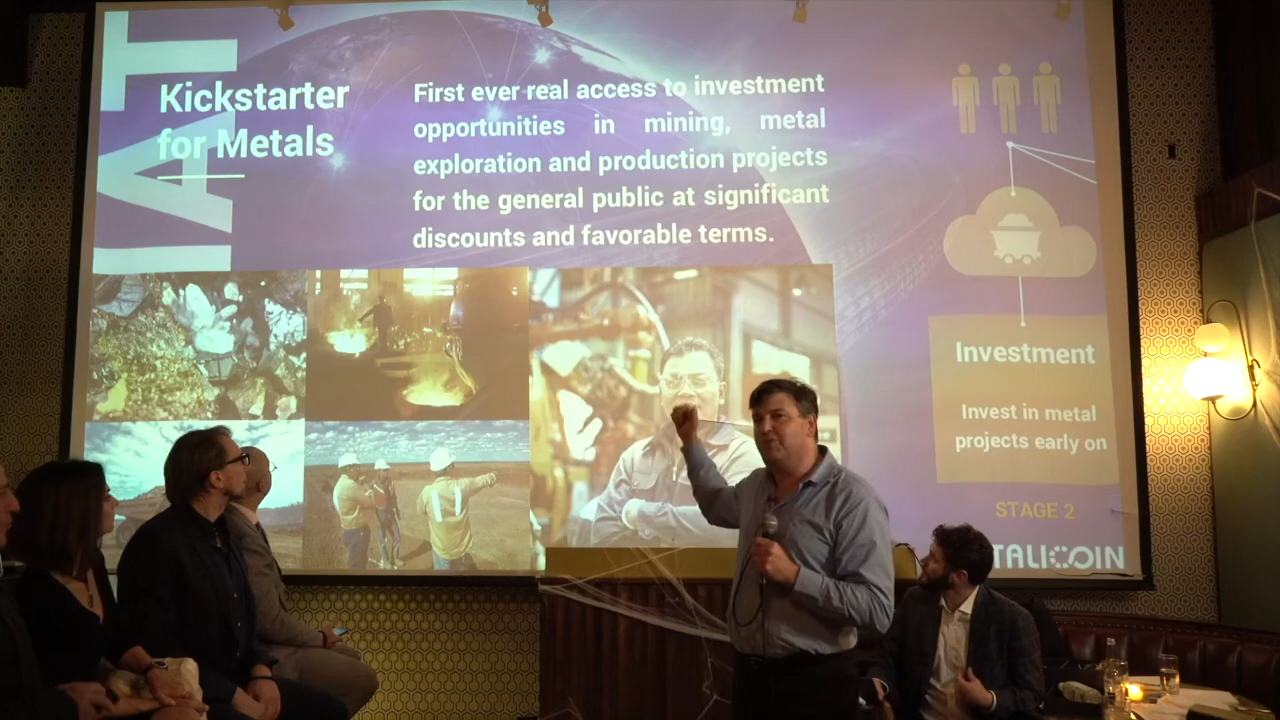 Kickstarter
for Metals
First ever real access to investment
opportunities in mining, metal
exploration and production projects
for the general public at significant
discounts and favorable terms.
Investment
Invest in metal
projects early on
STAGE 2
TALICOIN